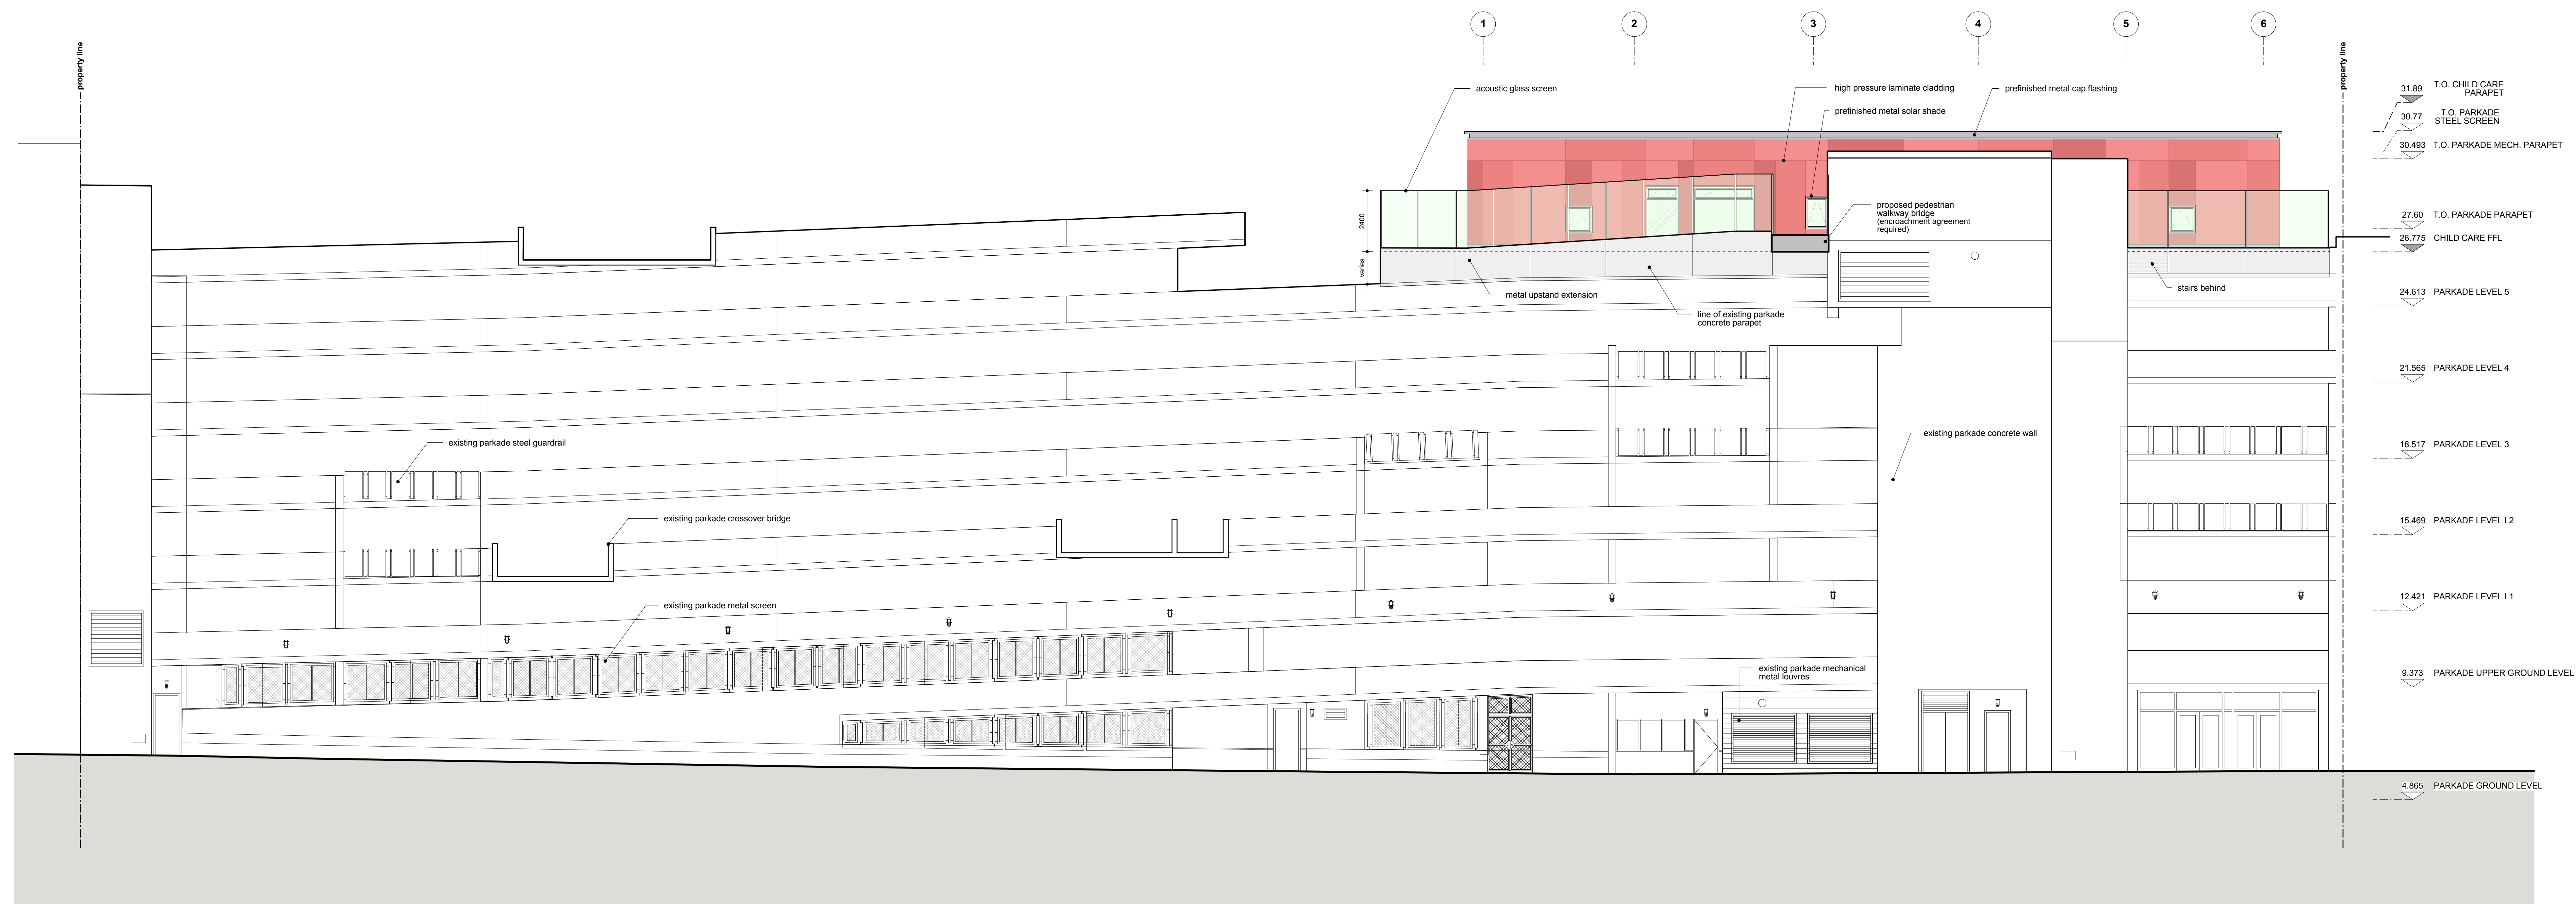 1
2
3
4
5
6
property line
property line
acoustic glass screen
high pressure laminate cladding
prefinished metal cap flashing
prefinished metal solar shade
31.89 T.O. CHILD CARE
PARAPET
30.77 T.O. PARKADE
STEEL SCREEN
30.493 T.O. PARKADE MECH. PARAPET
2400
varies
proposed pedestrian
walkway bridge
(encroachment agreement
required)
27.60 T.O. PARKADE PARAPET
26.775 CHILD CARE FFL
metal upstand extension
stairs behind
24.613 PARKADE LEVEL 5
line of existing parkade
concrete parapet
21.565 PARKADE LEVEL 4
existing parkade steel guardrail
existing parkade concrete wall
18.517 PARKADE LEVEL 3
existing parkade crossover bridge
15.469 PARKADE LEVEL L2
existing parkade metal screen
12.421 PARKADE LEVEL L1
existing parkade mechanical
metal louvres
9.373 PARKADE UPPER GROUND LEVEL
4.865 PARKADE GROUND LEVEL